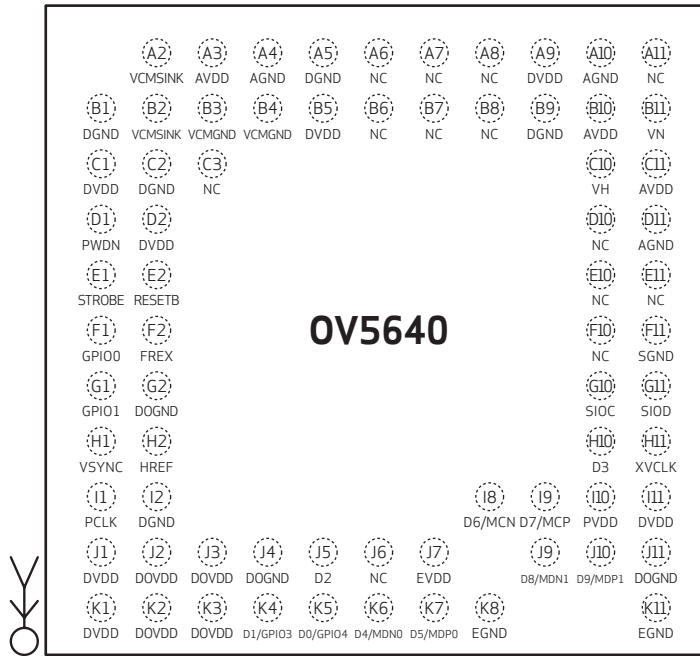 A2 A3 A4 A5 A6 A7 A8 A9 A10 A11
VCMSINK AVDD AGND DGND NC NC NC DVDD AGND NC
B1 B2 B3 B4 B5 B6 B7 B8 B9 B10 B11
DGND VCMSINK VCMGND VCMGND DVDD NC NC NC DGND AVDD VN
C1 C2 C3 C10 C11
DVDD DGND NC VH AVDD
D1 D2 D10 D11
PWDN DVDD NC AGND
E1 E2 E10 E11
STROBE RESETB NC NC
OV5640
F1 F2 F10 F11
GPIO0 FREX NC SGND
G1 G2 G10 G11
GPIO1 DOGND SIOC SIOD
H1 H2 H10 H11
VSYNC HREF D3 XVCLK
I1 I2 I8 I9 I10 I11
PCLK DGND D6/MCN D7/MCP PVDD DVDD
J1 J2 J3 J4 J5 J6 J7 J9 J10 J11
DVDD DOVDD DOVDD DOGND D2 NC EVDD D8/MDN1 D9/MDP1 DOGND
K1 K2 K3 K4 K5 K6 K7 K8 K11
DVDD DOVDD DOVDD D1/GPIO3 D0/GPIO4 D4/MDN0 D5/MDP0 EGND EGND